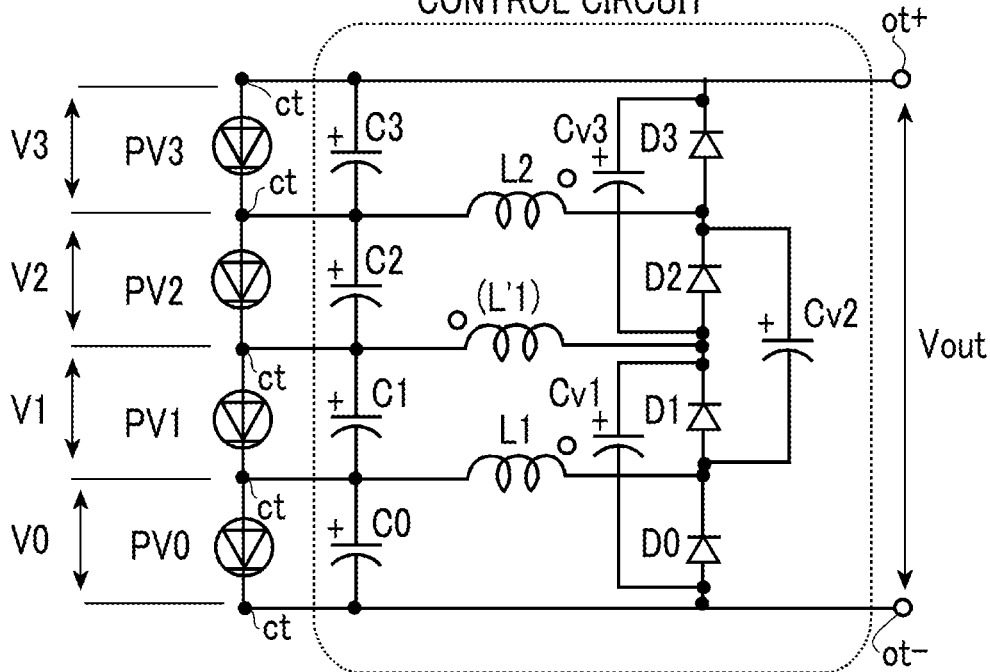 CONTROL CIRCUIT
ot+
ct
V3
PV3
+ C3
Cv3
+
D3
L2
ct
V2
PV2
+ C2
D2
(L'1)
+ Cv2
Vout
ct
V1
PV1
+ C1
Cv1
+
D1
L1
ct
V0
PV0
+ C0
D0
ct
ot-